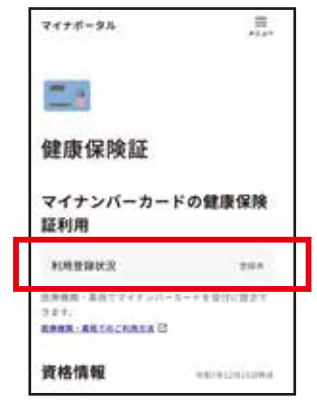 マイナポータル
メニュー
健康保険証
マイナンバーカードの健康保険
証利用
利用登録状況
医療機関・薬局でマイナンバーカードを受付に提示で
きます。
医療機関・薬局でのご利用方法
資格情報